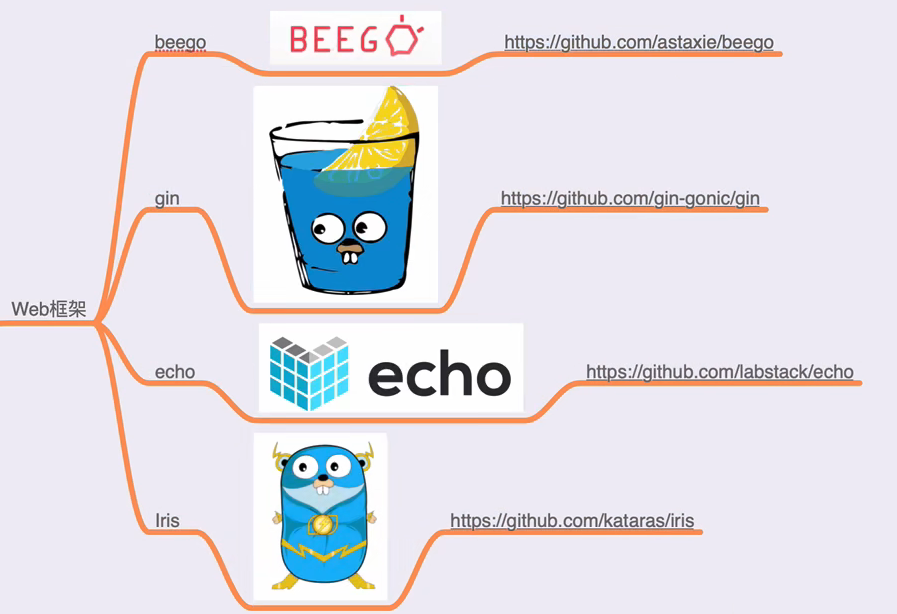 Web框架
beego
BEEGO
https://github.com/astaxie/beego
gin
https://github.com/gin-gonic/gin
echo
echo
https://github.com/labstack/echo
Iris
https://github.com/kataras/iris